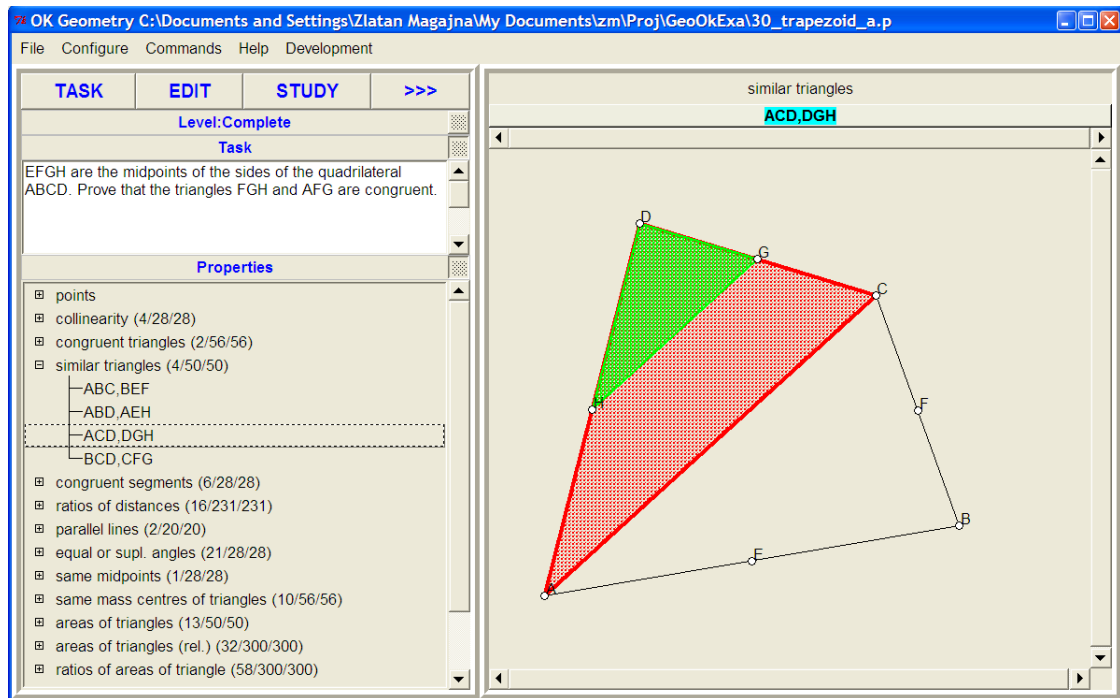 OK Geometry C:\Documents and Settings\Zlatan Magajna\My Documents\zm\Proj\GeoOkExa\30_trapezoid_a.p
File Configure Commands Help Development
TASK EDIT STUDY >>>
Level:Complete
Task
EFGH are the midpoints of the sides of the quadrilateral
ABCD. Prove that the triangles FGH and AFG are congruent.
Properties
points
collinearity (4/28/28)
congruent triangles (2/56/56)
similar triangles (4/50/50)
ABC,BEF
ABD,AEH
ACD,DGH
BCD,CFG
congruent segments (6/28/28)
ratios of distances (16/231/231)
parallel lines (2/20/20)
equal or supl. angles (21/28/28)
same midpoints (1/28/28)
same mass centres of triangles (10/56/56)
areas of triangles (13/50/50)
areas of triangles (rel.) (32/300/300)
ratios of areas of triangle (58/300/300)
similar triangles
ACD,DGH
D
G
C
H
F
B
E
A